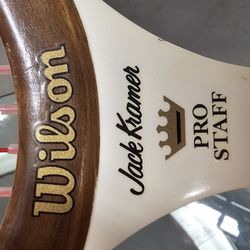 Wilson
Jack Kramer
PRO
STAFF